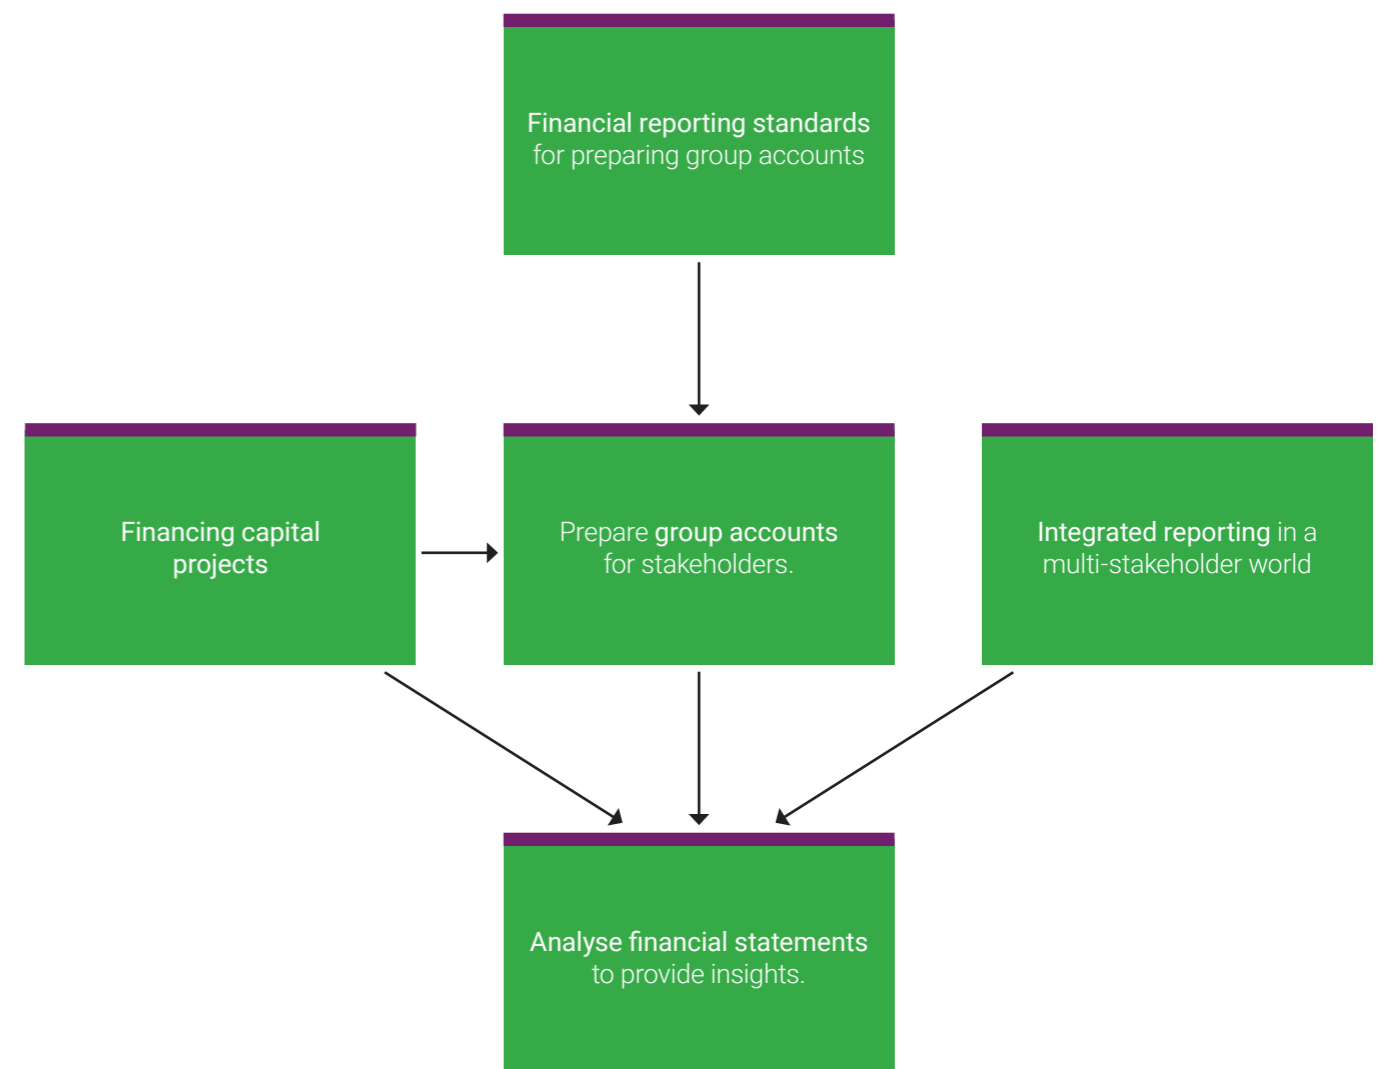 Financial reporting standards
for preparing group accounts
Financing capital
projects
Prepare group accounts
for stakeholders.
Integrated reporting in a
multi-stakeholder world
Analyse financial statements
to provide insights.